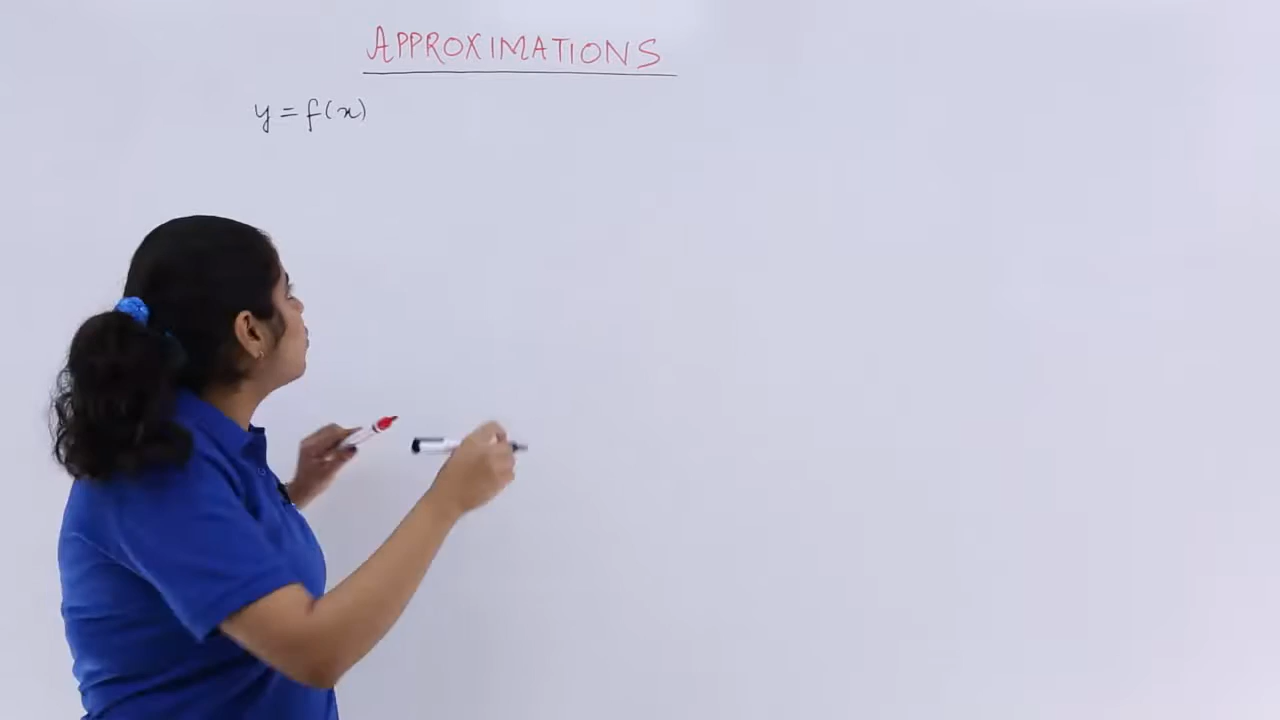 APPROXIMATIONS
y = f(x)